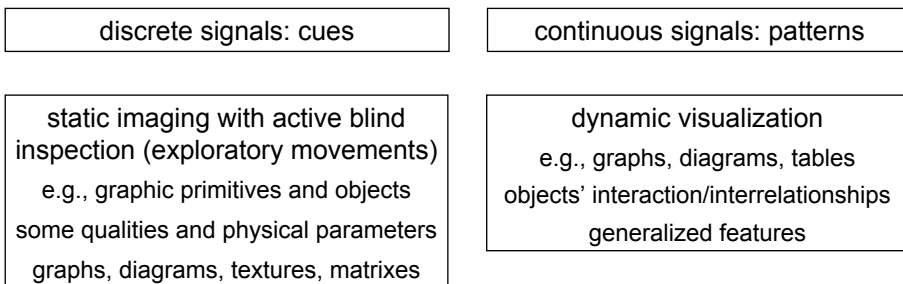 discrete signals: cues
continuous signals: patterns
static imaging with active blind
inspection (exploratory movements)
e.g., graphic primitives and objects
some qualities and physical parameters
graphs, diagrams, textures, matrixes
dynamic visualization
e.g., graphs, diagrams, tables
objects’ interaction/interrelationships
generalized features